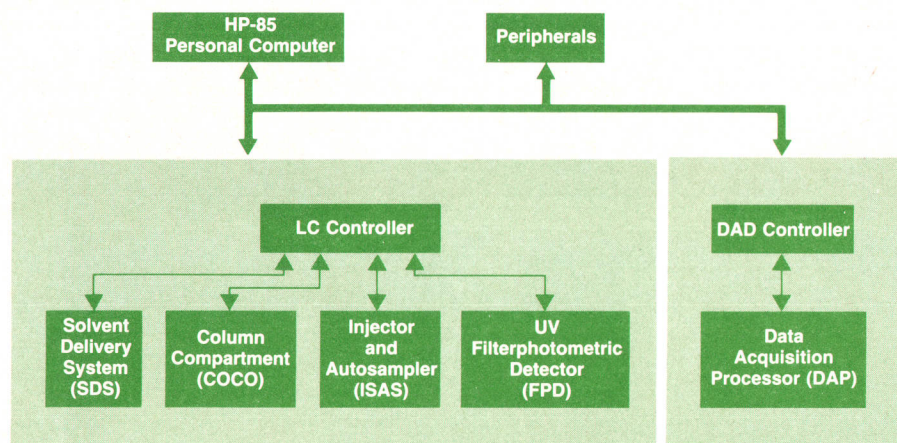 HP-85
Personal Computer
Peripherals
LC Controller
DAD Controller
Solvent
Delivery
System
(SDS)
Column
Compartment
(COCO)
Injector
and
Autosampler
(ISAS)
UV
Filterphotometric
Detector
(FPD)
Data
Acquisition
Processor (DAP)